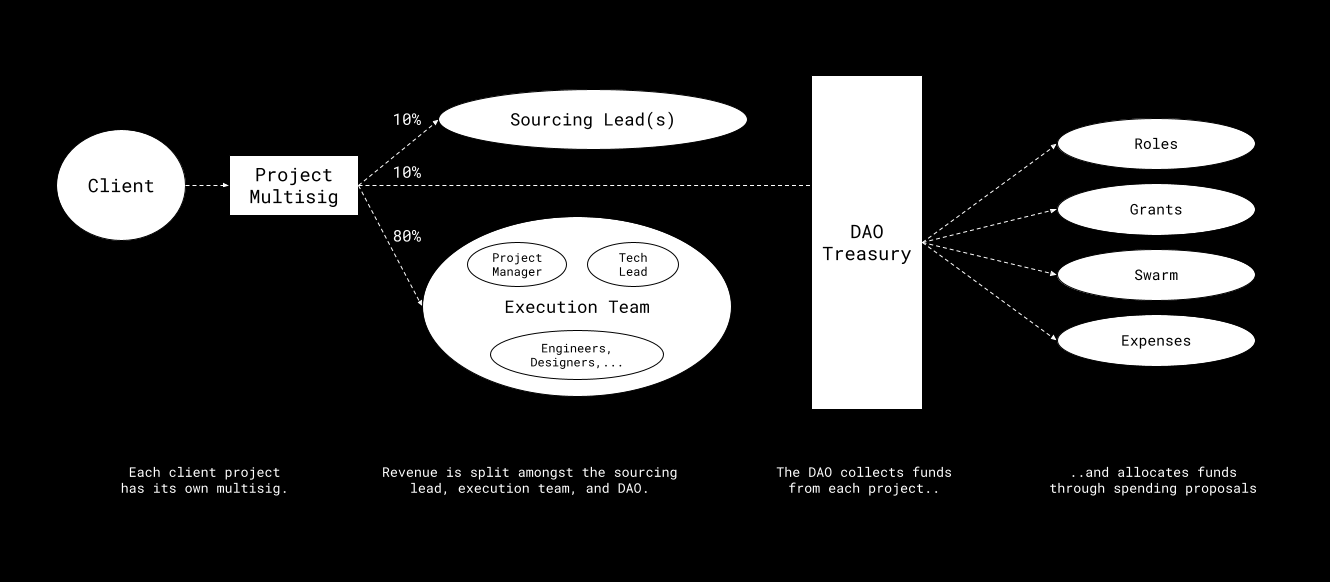 Client
Project
Multisig
10%
Sourcing Lead(s)
10%
80%
Project
Manager
Tech
Lead
Execution Team
Engineers,
Designers,...
DAO
Treasury
Roles
Grants
Swarm
Expenses
Each client project
has its own multisig.
Revenue is split amongst the sourcing
lead, execution team, and DAO.
The DAO collects funds
from each project..
..and allocates funds
through spending proposals